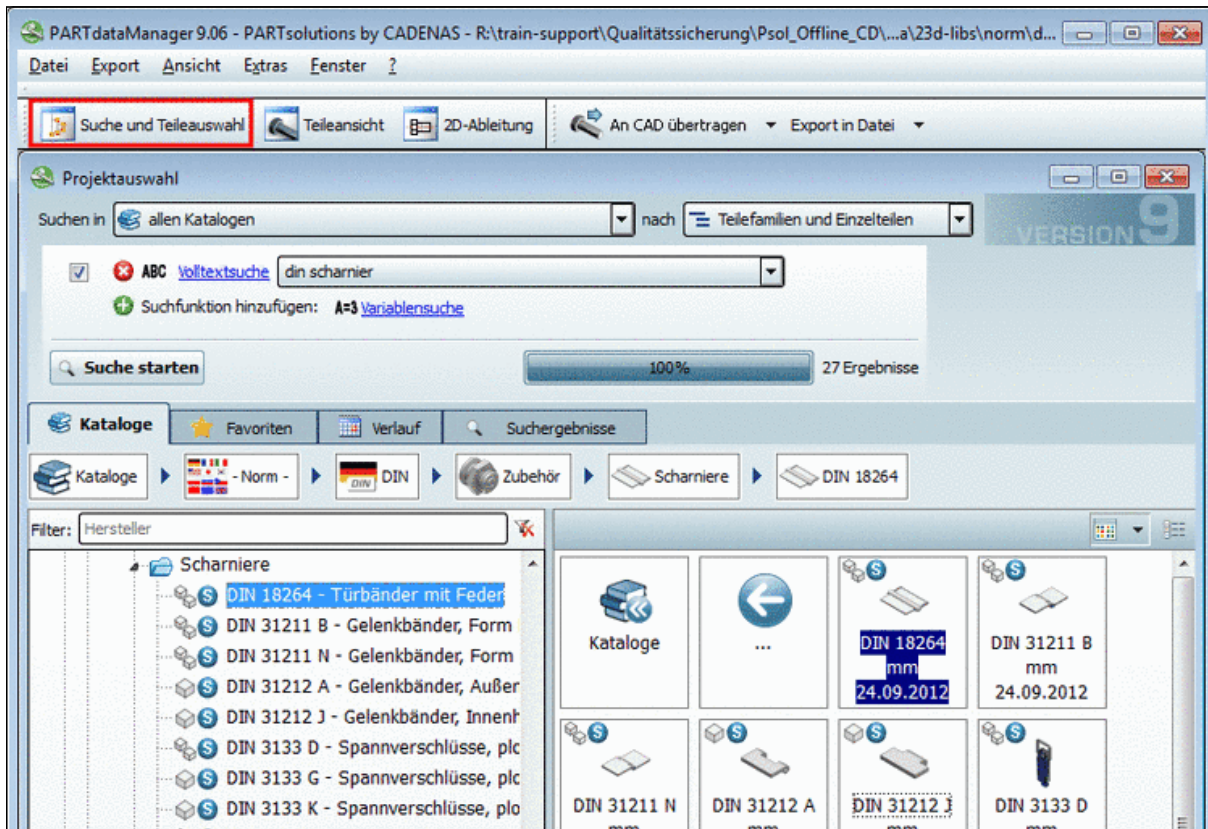 PARTdataManager 9.06 - PARTsolutions by CADENAS - R:\train-support\Qualitätssicherung\Psol_Offline_CD\...a\23d-libs\norm\d...
Datei Export Ansicht Extras Fenster ?
Suche und Teileauswahl Teileansicht 2D-Ableitung An CAD übertragen Export in Datei
Projektauswahl
Suchen in allen Katalogen nach Teilefamilien und Einzelteilen
VERSION 9
ABC Volltextsuche din scharnier
Suchfunktion hinzufügen: A=3 Variablensuche
Suche starten 100% 27 Ergebnisse
Kataloge Favoriten Verlauf Suchergebnisse
Kataloge - Norm - DIN Zubehör Scharniere DIN 18264
Filter: Hersteller
Scharniere
DIN 18264 - Türbänder mit Feder
DIN 31211 B - Gelenkbänder, Form
DIN 31211 N - Gelenkbänder, Form
DIN 31212 A - Gelenkbänder, Außer
DIN 31212 J - Gelenkbänder, Innenh
DIN 3133 D - Spannverschlüsse, plo
DIN 3133 G - Spannverschlüsse, plo
DIN 3133 K - Spannverschlüsse, plo
Kataloge
...
DIN 18264
mm
24.09.2012
DIN 31211 B
mm
24.09.2012
DIN 31211 N
mm
DIN 31212 A
mm
DIN 31212 J
mm
DIN 3133 D
mm